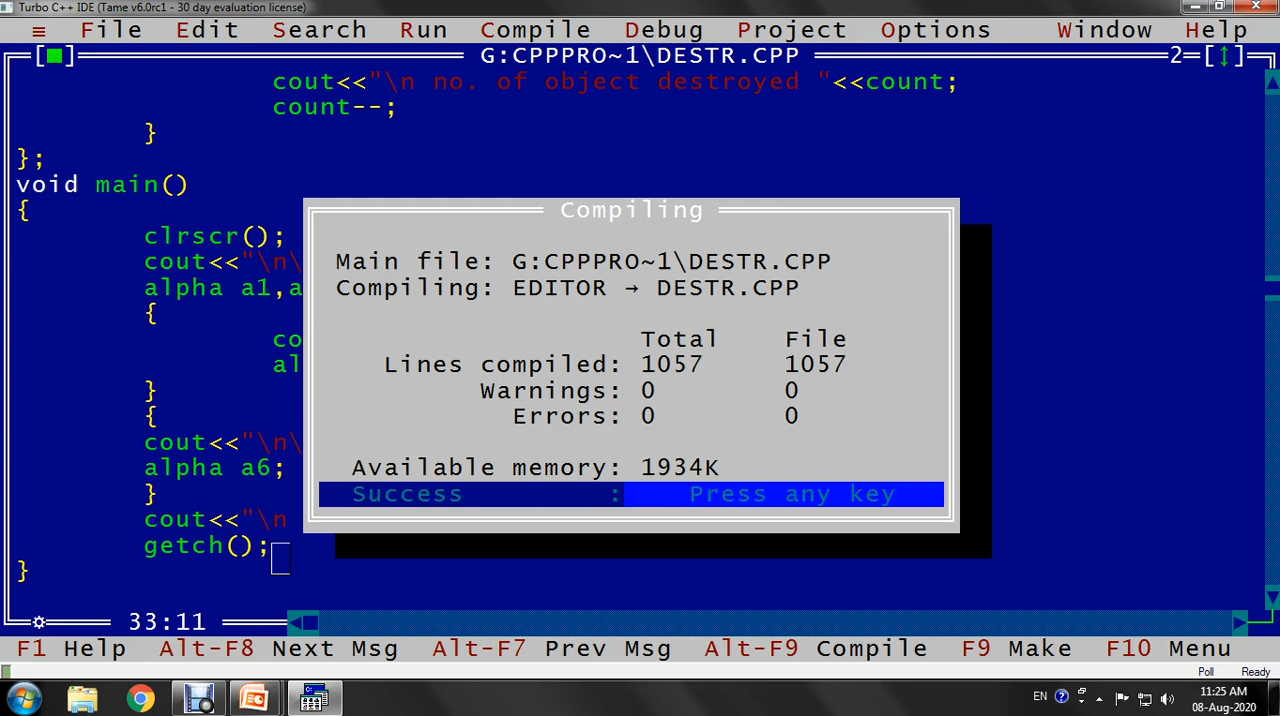 Turbo C++ IDE (Tame v6.0rc1 - 30 day evaluation license)
≡ File Edit Search Run Compile Debug Project Options Window Help
[■] G:CPPPRO~1\DESTR.CPP 2=[↕]
cout<<"\n no. of object destroyed "<<count;
count--;
}
};
void main()
{
clrscr();
cout<<"\n\
alpha a1,a
{
co
al
}
{
cout<<"\n\
alpha a6;
}
cout<<"\n
getch();
}
Compiling
Main file: G:CPPPRO~1\DESTR.CPP
Compiling: EDITOR → DESTR.CPP
Total File
Lines compiled: 1057 1057
Warnings: 0 0
Errors: 0 0
Available memory: 1934K
Success : Press any key
33:11
F1 Help Alt-F8 Next Msg Alt-F7 Prev Msg Alt-F9 Compile F9 Make F10 Menu
Poll Ready
EN
11:25 AM
08-Aug-2020